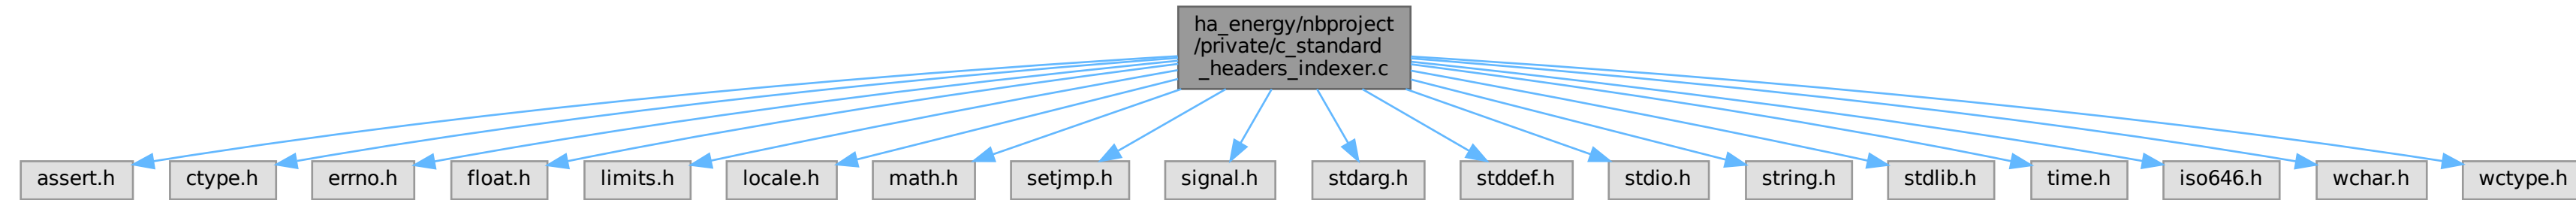 ha_energy/nbproject
/private/c_standard
_headers_indexer.c
assert.h
ctype.h
errno.h
float.h
limits.h
locale.h
math.h
setjmp.h
signal.h
stdarg.h
stddef.h
stdio.h
string.h
stdlib.h
time.h
iso646.h
wchar.h
wctype.h